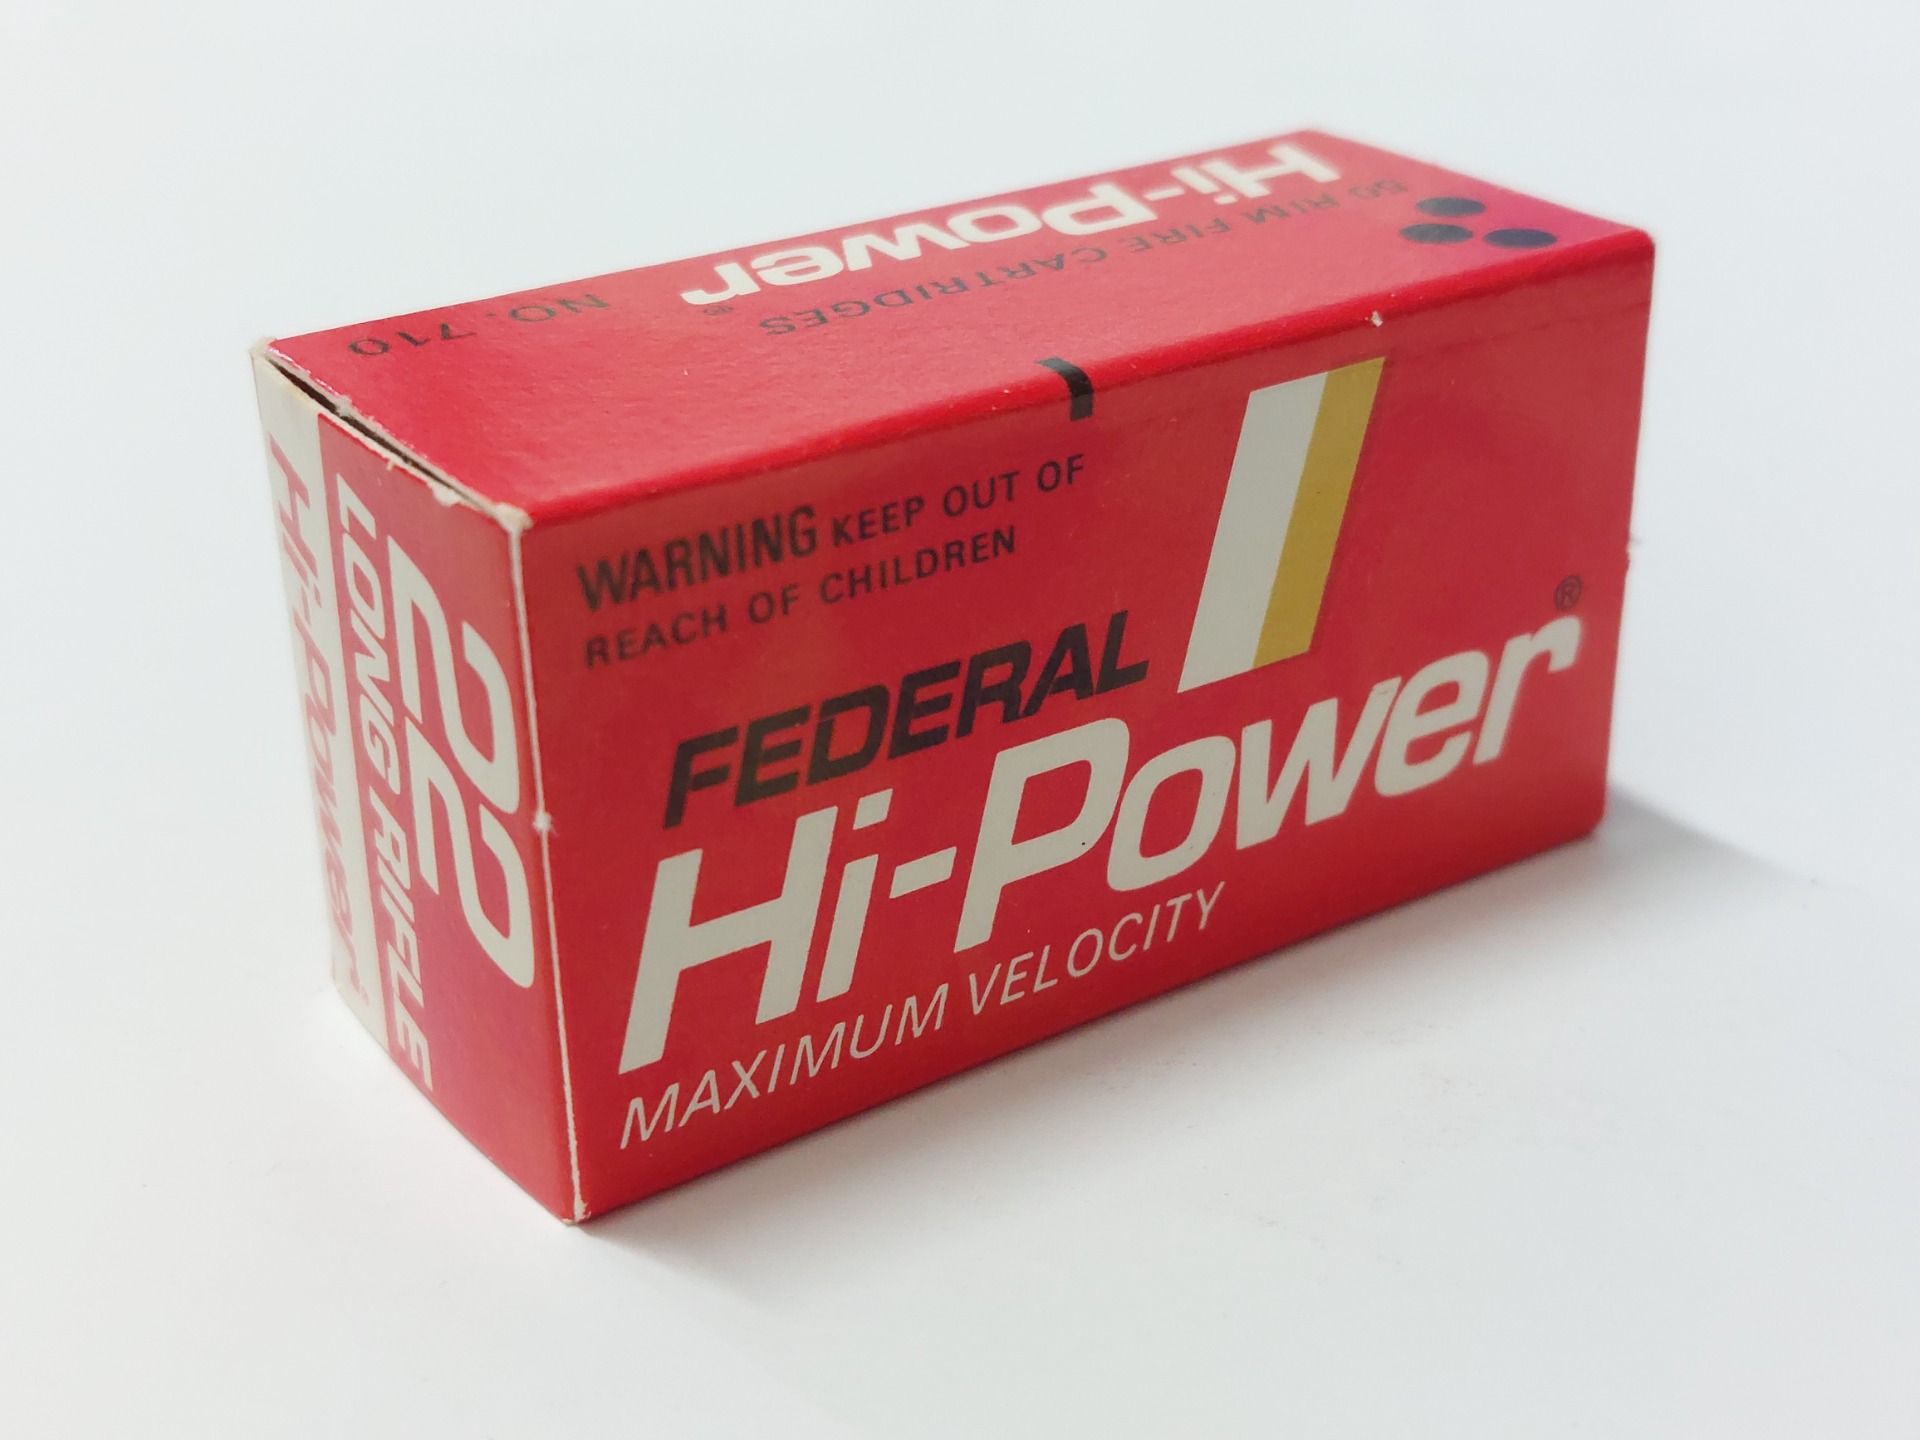 Hi-Power®
50 RIM FIRE CARTRIDGES
NO. 710
WARNING KEEP OUT OF
REACH OF CHILDREN
FEDERAL
Hi-Power®
MAXIMUM VELOCITY
22
LONG RIFLE
Hi-Power®